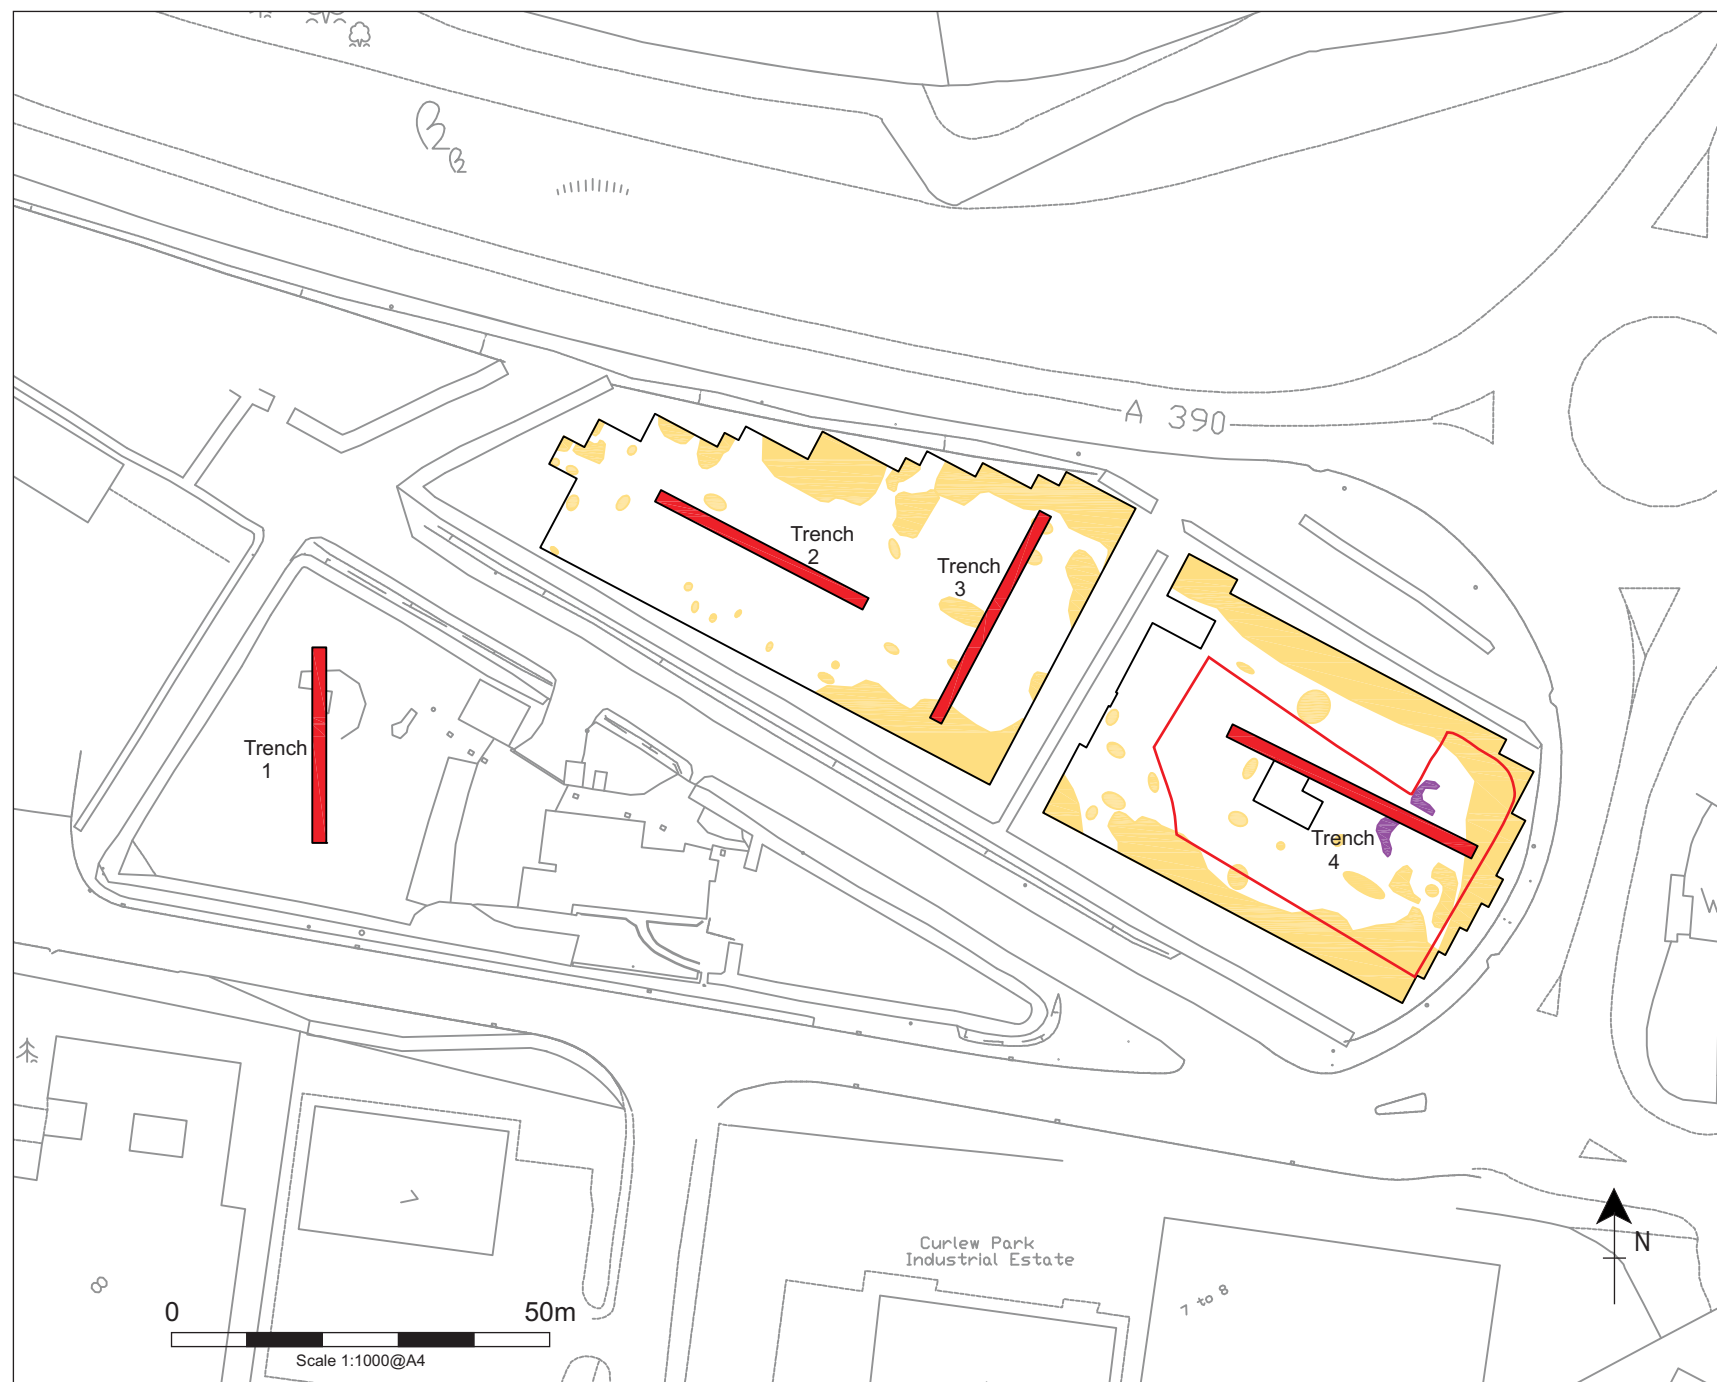 A 390
Trench
2
Trench
3
Trench
1
Trench
4
N
Curlew Park
Industrial Estate
7 to 8
8
0 50m
Scale 1:1000@A4